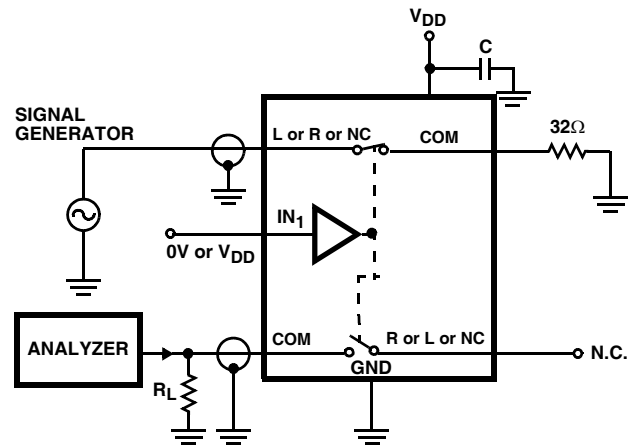 VDD
C
SIGNAL
GENERATOR
L or R or NC
COM
32Ω
IN1
0V or VDD
ANALYZER
COM
R or L or NC
N.C.
GND
RL